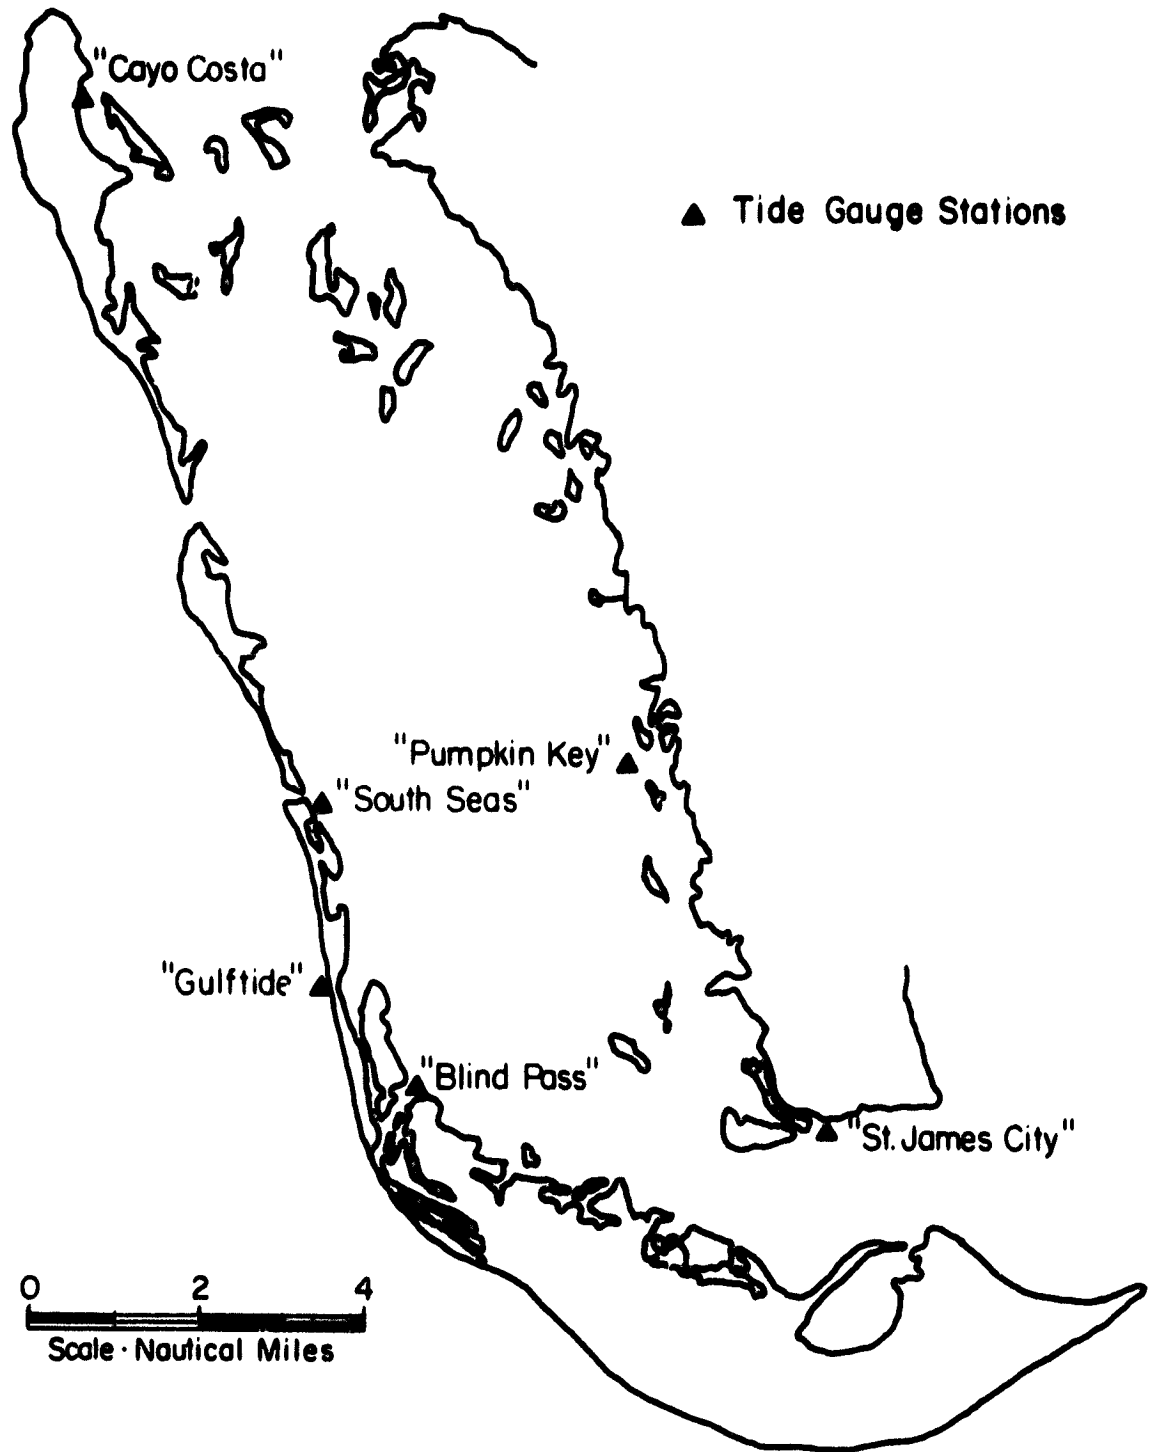 "Cayo Costa"
▲ Tide Gauge Stations
"Pumpkin Key"
"South Seas"
"Gulftide"
"Blind Pass"
"St. James City"
0 2 4
Scale · Nautical Miles